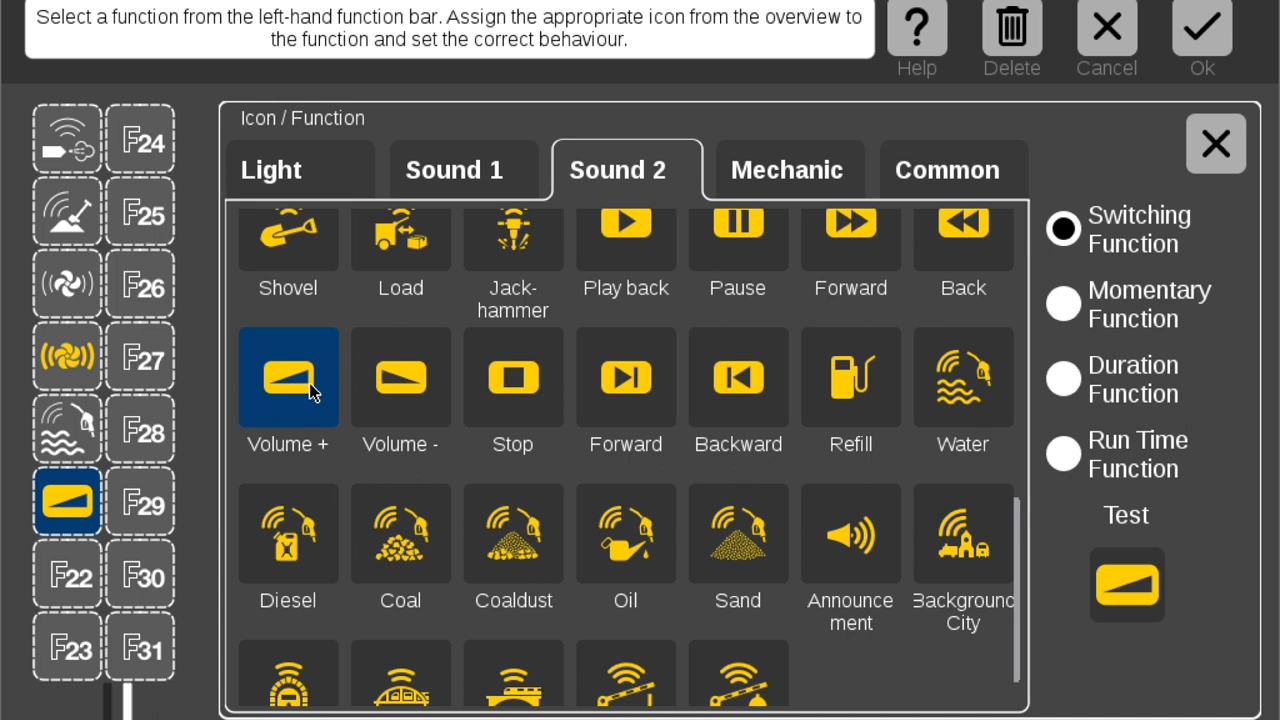 Select a function from the left-hand function bar. Assign the appropriate icon from the overview to
the function and set the correct behaviour.
Help
Delete
Cancel
Ok
Icon / Function
Light
Sound 1
Sound 2
Mechanic
Common
F24
F25
F26
F27
F28
F29
F22
F30
F23
F31
Shovel
Load
Jack-
hammer
Play back
Pause
Forward
Back
Volume +
Volume -
Stop
Forward
Backward
Refill
Water
Diesel
Coal
Coaldust
Oil
Sand
Announce
ment
Background
City
Switching
Function
Momentary
Function
Duration
Function
Run Time
Function
Test